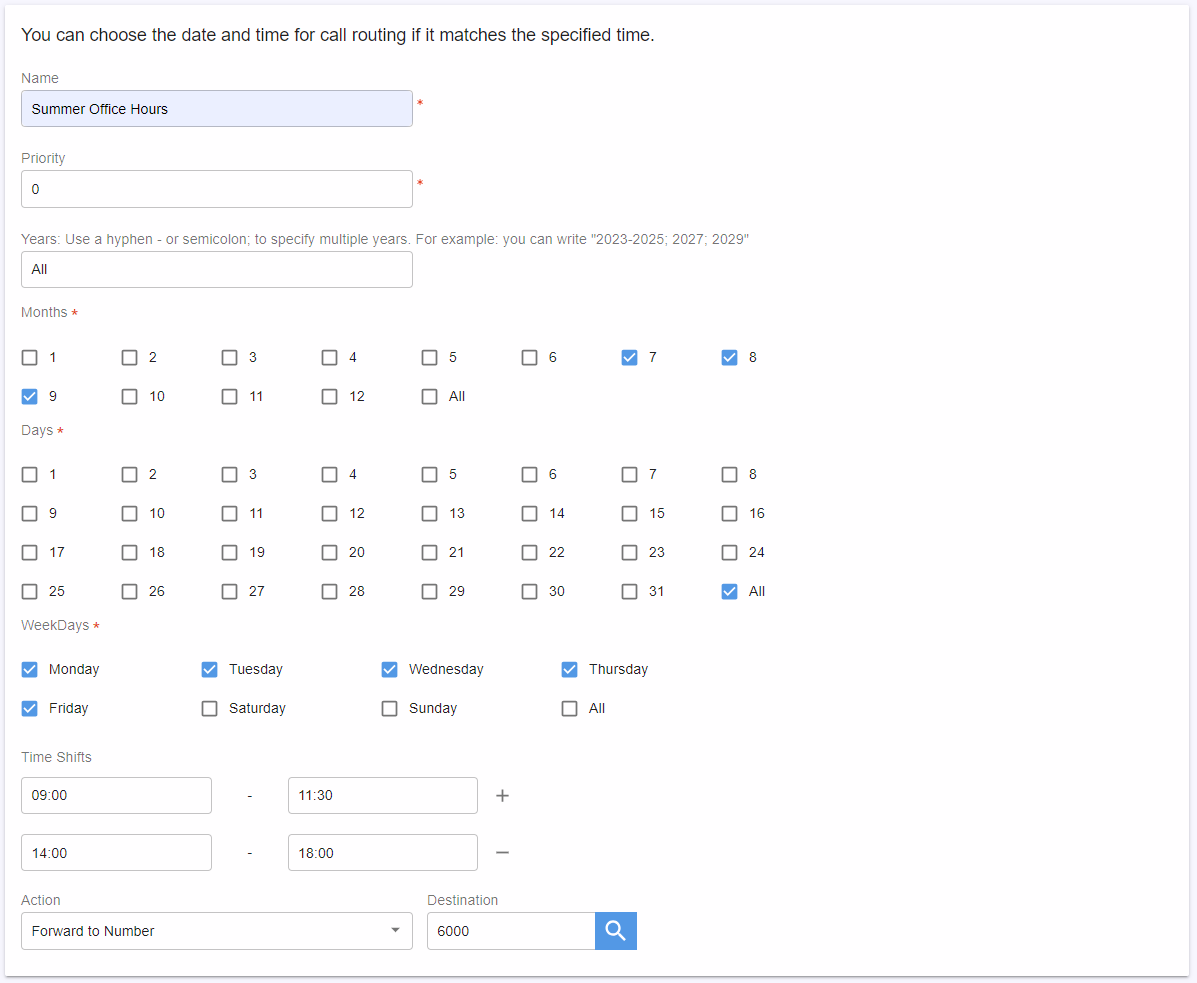 You can choose the date and time for call routing if it matches the specified time.
Name
Summer Office Hours *
Priority
0 *
Years: Use a hyphen - or semicolon; to specify multiple years. For example: you can write "2023-2025; 2027; 2029"
All
Months *
1 2 3 4 5 6 7 8
9 10 11 12 All
Days *
1 2 3 4 5 6 7 8
9 10 11 12 13 14 15 16
17 18 19 20 21 22 23 24
25 26 27 28 29 30 31 All
WeekDays *
Monday Tuesday Wednesday Thursday
Friday Saturday Sunday All
Time Shifts
09:00 - 11:30 +
14:00 - 18:00 −
Action Destination
Forward to Number 6000